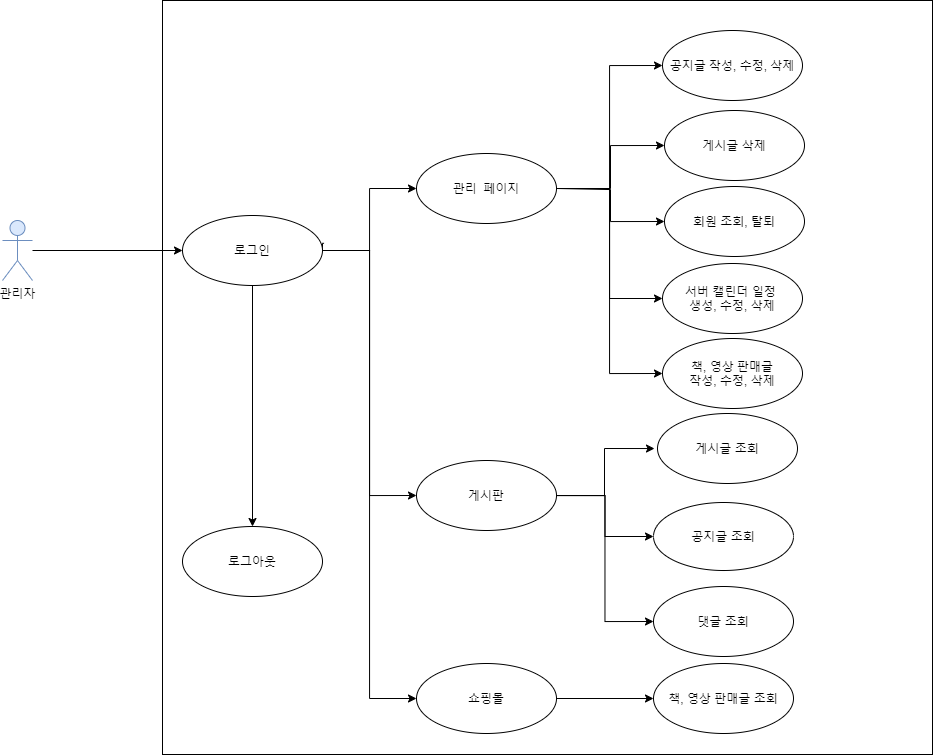 관리자
로그인
로그아웃
관리 페이지
게시판
쇼핑몰
공지글 작성, 수정, 삭제
게시글 삭제
회원 조회, 탈퇴
서버 캘린더 일정
생성, 수정, 삭제
책, 영상 판매글
작성, 수정, 삭제
게시글 조회
공지글 조회
댓글 조회
책, 영상 판매글 조회